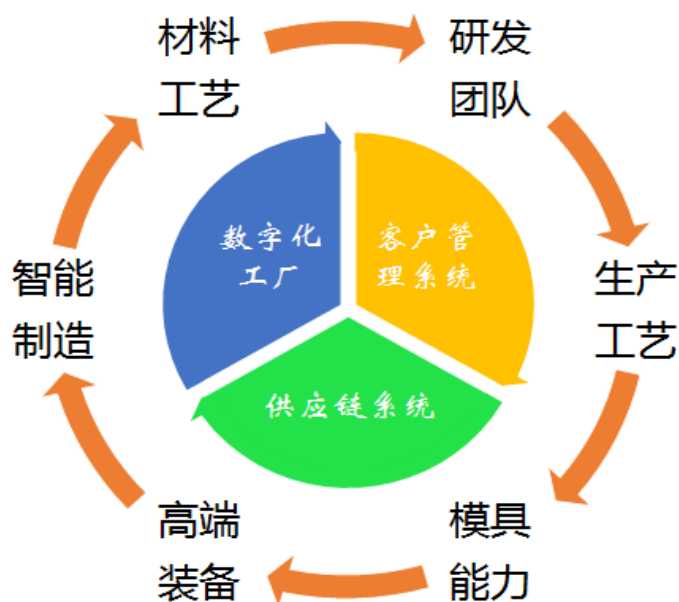 材料
工艺
研发
团队
数字化
工厂
客户管
理系统
智能
制造
生产
工艺
供应链系统
高端
装备
模具
能力